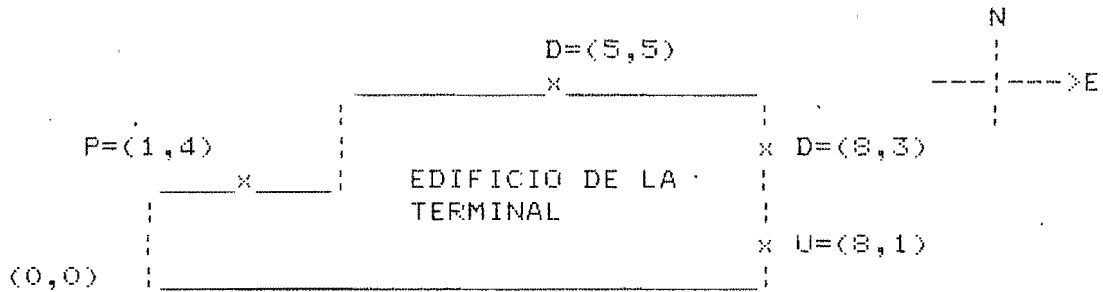 N
D=(5,5)
E
P=(1,4)
D=(8,3)
EDIFICIO DE LA
TERMINAL
U=(8,1)
(0,0)